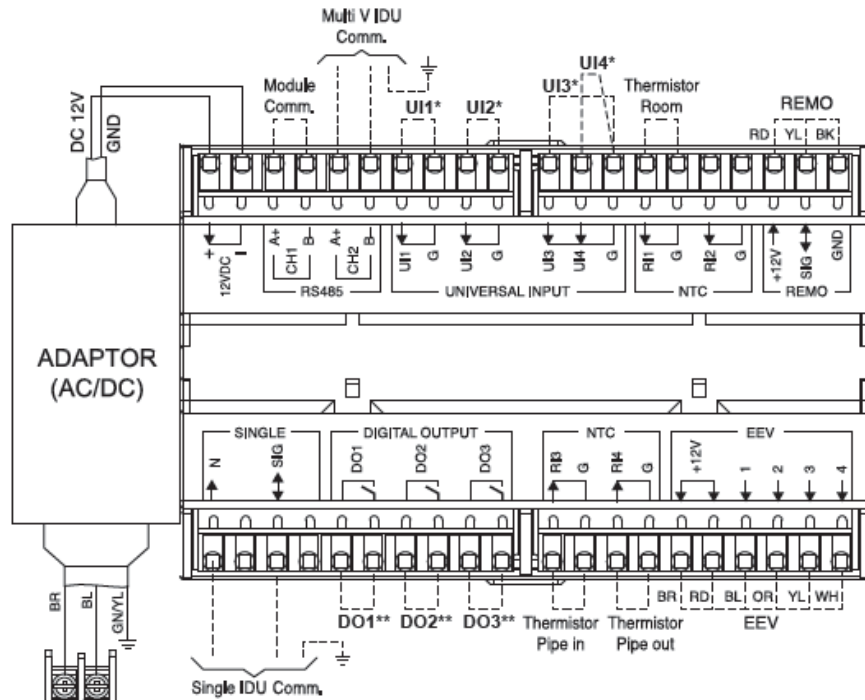 Multi V IDU
Comm.
DC 12V
GND
Module
Comm.
UI1*
UI2*
UI3*
UI4*
Thermistor
Room
REMO
RD YL BK
+
–
12VDC
A+
B-
CH1
A+
B-
CH2
RS485
UI1
G
UI2
G
UNIVERSAL INPUT
UI3
UI4
G
RI1
G
RI2
G
NTC
+12V
SIG
GND
REMO
ADAPTOR
(AC/DC)
SINGLE
N
SIG
DIGITAL OUTPUT
DO1
DO2
DO3
NTC
RI3
G
RI4
G
EEV
+12V
1
2
3
4
BR
BL
GN/YL
DO1** DO2** DO3**
Thermistor
Pipe in
Thermistor
Pipe out
BR RD BL OR YL WH
EEV
Single IDU Comm.